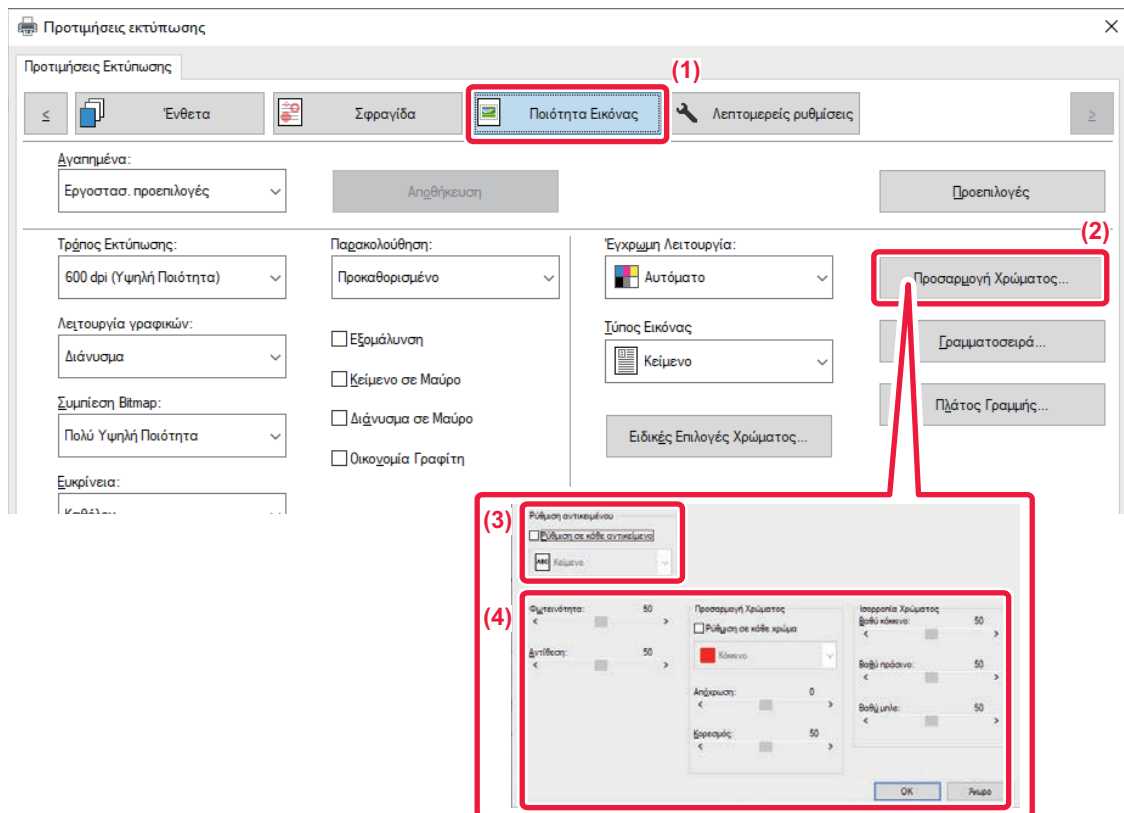 Προτιμήσεις εκτύπωσης
Προτιμήσεις Εκτύπωσης
(1)
<
Ένθετα
Σφραγίδα
Ποιότητα Εικόνας
Λεπτομερείς ρυθμίσεις
>
Αγαπημένα:
Εργοστασ. προεπιλογές
Αποθήκευση
Προεπιλογές
(2)
Τρόπος Εκτύπωσης:
600 dpi (Υψηλή Ποιότητα)
Παρακολούθηση:
Προκαθορισμένο
Έγχρωμη Λειτουργία:
Αυτόματο
Προσαρμογή Χρώματος...
Λειτουργία γραφικών:
Διάνυσμα
Εξομάλυνση
Κείμενο σε Μαύρο
Τύπος Εικόνας
Κείμενο
Γραμματοσειρά...
Συμπίεση Bitmap:
Πολύ Υψηλή Ποιότητα
Διάνυσμα σε Μαύρο
Οικονομία Γραφίτη
Ειδικές Επιλογές Χρώματος...
Πλάτος Γραμμής...
Ευκρίνεια:
Καθόλου
(3)
Ρύθμιση αντικειμένου
Ρύθμιση σε κάθε αντικείμενο
ABC Κείμενο
(4)
Φωτεινότητα: 50
Αντίθεση: 50
Προσαρμογή Χρώματος
Ρύθμιση σε κάθε χρώμα
Κόκκινο
Απόχρωση: 0
Κορεσμός: 50
Ισορροπία Χρώματος
Βαθύ κόκκινο: 50
Βαθύ πράσινο: 50
Βαθύ μπλε: 50
OK
Άκυρο